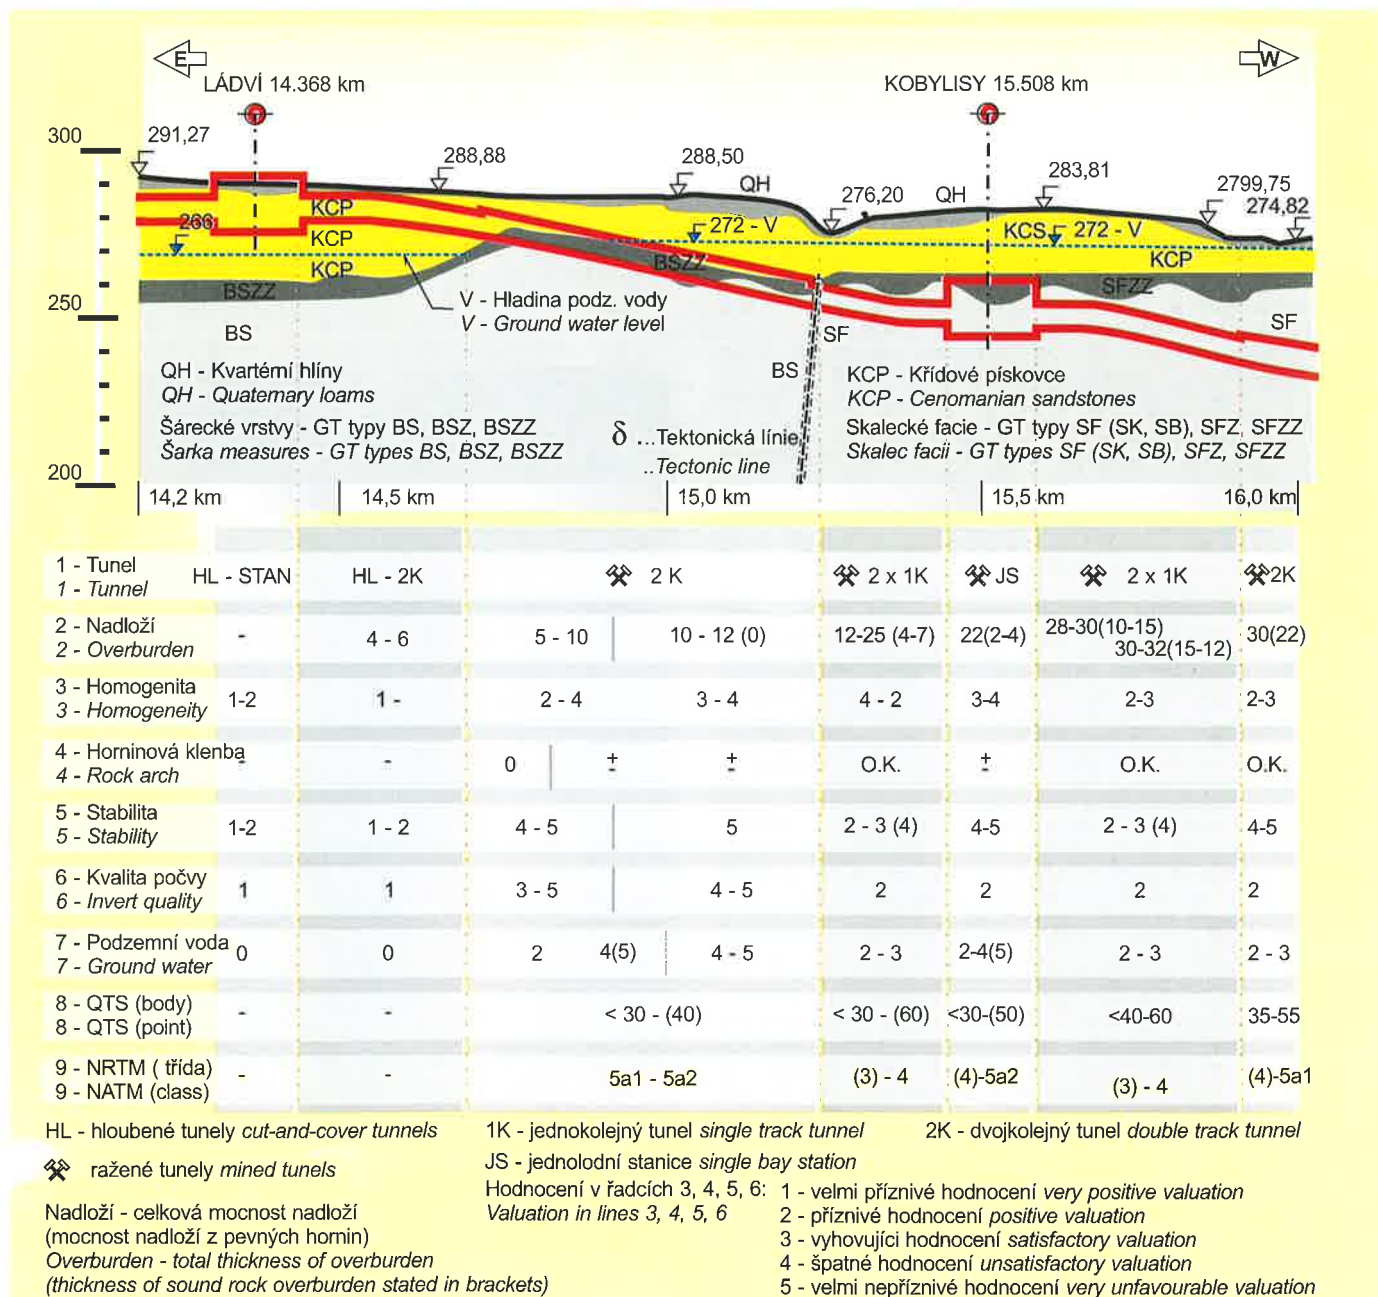 E
W
LÁDVÍ 14.368 km
KOBYLISY 15.508 km
300
291,27
288,88
288,50
QH
276,20
QH
283,81
2799,75
274,82
KCP
266
KCP
272 - V
KCS
272 - V
KCP
KCP
BSZZ
BSZZ
SFZZ
250
V - Hladina podz. vody
V - Ground water level
BS
SF
SF
BS
QH - Kvartérní hlíny
QH - Quaternary loams
Šárecké vrstvy - GT typy BS, BSZ, BSZZ
Šarka measures - GT types BS, BSZ, BSZZ
δ ...Tektonická línie
..Tectonic line
KCP - Křídové pískovce
KCP - Cenomanian sandstones
Skalecké facie - GT typy SF (SK, SB), SFZ, SFZZ
Skalec facii - GT types SF (SK, SB), SFZ, SFZZ
200
14,2 km
14,5 km
15,0 km
15,5 km
16,0 km
1 - Tunel
1 - Tunnel
HL - STAN
HL - 2K
2 K
2 x 1K
JS
2 x 1K
2K
2 - Nadloží
2 - Overburden
-
4 - 6
5 - 10
10 - 12 (0)
12-25 (4-7)
22(2-4)
28-30(10-15)
30-32(15-12)
30(22)
3 - Homogenita
3 - Homogeneity
1-2
1 -
2 - 4
3 - 4
4 - 2
3-4
2-3
2-3
4 - Horninová klenba
4 - Rock arch
-
-
0
±
±
O.K.
±
O.K.
O.K.
5 - Stabilita
5 - Stability
1-2
1 - 2
4 - 5
5
2 - 3 (4)
4-5
2 - 3 (4)
4-5
6 - Kvalita počvy
6 - Invert quality
1
1
3 - 5
4 - 5
2
2
2
2
7 - Podzemní voda
7 - Ground water
0
0
2
4(5)
4 - 5
2 - 3
2-4(5)
2 - 3
2 - 3
8 - QTS (body)
8 - QTS (point)
-
-
< 30 - (40)
< 30 - (60)
<30-(50)
<40-60
35-55
9 - NRTM ( třída)
9 - NATM (class)
-
-
5a1 - 5a2
(3) - 4
(4)-5a2
(3) - 4
(4)-5a1
HL - hloubené tunely cut-and-cover tunnels
1K - jednokolejný tunel single track tunnel
2K - dvojkolejný tunel double track tunnel
ražené tunely mined tunels
JS - jednolodní stanice single bay station
Nadloží - celková mocnost nadloží
(mocnost nadloží z pevných hornin)
Overburden - total thickness of overburden
(thickness of sound rock overburden stated in brackets)
Hodnocení v řadcích 3, 4, 5, 6:
Valuation in lines 3, 4, 5, 6
1 - velmi příznivé hodnocení very positive valuation
2 - příznivé hodnocení positive valuation
3 - vyhovujíci hodnocení satisfactory valuation
4 - špatné hodnocení unsatisfactory valuation
5 - velmi nepříznivé hodnocení very unfavourable valuation